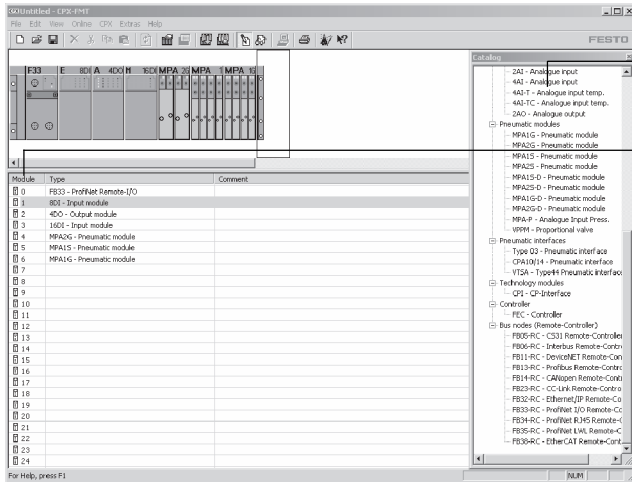 Untitled - CPX-FMT
File Edit View Online CPX Extras Help
FESTO
F33 E 8DI A 4DO M 16DI MPA 2G MPA 1 MPA 1G
Module Type Comment
0 FB33 - ProfiNet Remote-I/O
1 8DI - Input module
2 4DO - Output module
3 16DI - Input module
4 MPA2G - Pneumatic module
5 MPA1S - Pneumatic module
6 MPA1G - Pneumatic module
7
8
9
10
11
12
13
14
15
16
17
18
19
20
21
22
23
24
Catalog
2AI - Analogue input
4AI - Analogue input
4AI-T - Analogue input temp.
4AI-TC - Analogue input temp.
2AO - Analogue output
Pneumatic modules
MPA1G - Pneumatic module
MPA2G - Pneumatic module
MPA1S - Pneumatic module
MPA2S - Pneumatic module
MPA1S-D - Pneumatic module
MPA2S-D - Pneumatic module
MPA1G-D - Pneumatic module
MPA2G-D - Pneumatic module
MPA-P - Analogue Input Press.
VPPM - Proportional valve
Pneumatic interfaces
Type 03 - Pneumatic interface
CPA10/14 - Pneumatic interface
VTSA - Type44 Pneumatic interface
Technology modules
CPI - CP-Interface
Controller
FEC - Controller
Bus nodes (Remote-Controller)
FB05-RC - CS31 Remote-Controller
FB06-RC - Interbus Remote-Contr
FB11-RC - DeviceNET Remote-Con
FB13-RC - Profibus Remote-Contro
FB14-RC - CANopen Remote-Contr
FB23-RC - CC-Link Remote-Contro
FB32-RC - Ethernet/IP Remote-Co
FB33-RC - ProfiNet I/O Remote-Co
FB34-RC - ProfiNet RJ45 Remote-C
FB35-RC - ProfiNet LWL Remote-C
FB38-RC - EtherCAT Remote-Cont
For Help, press F1
NUM